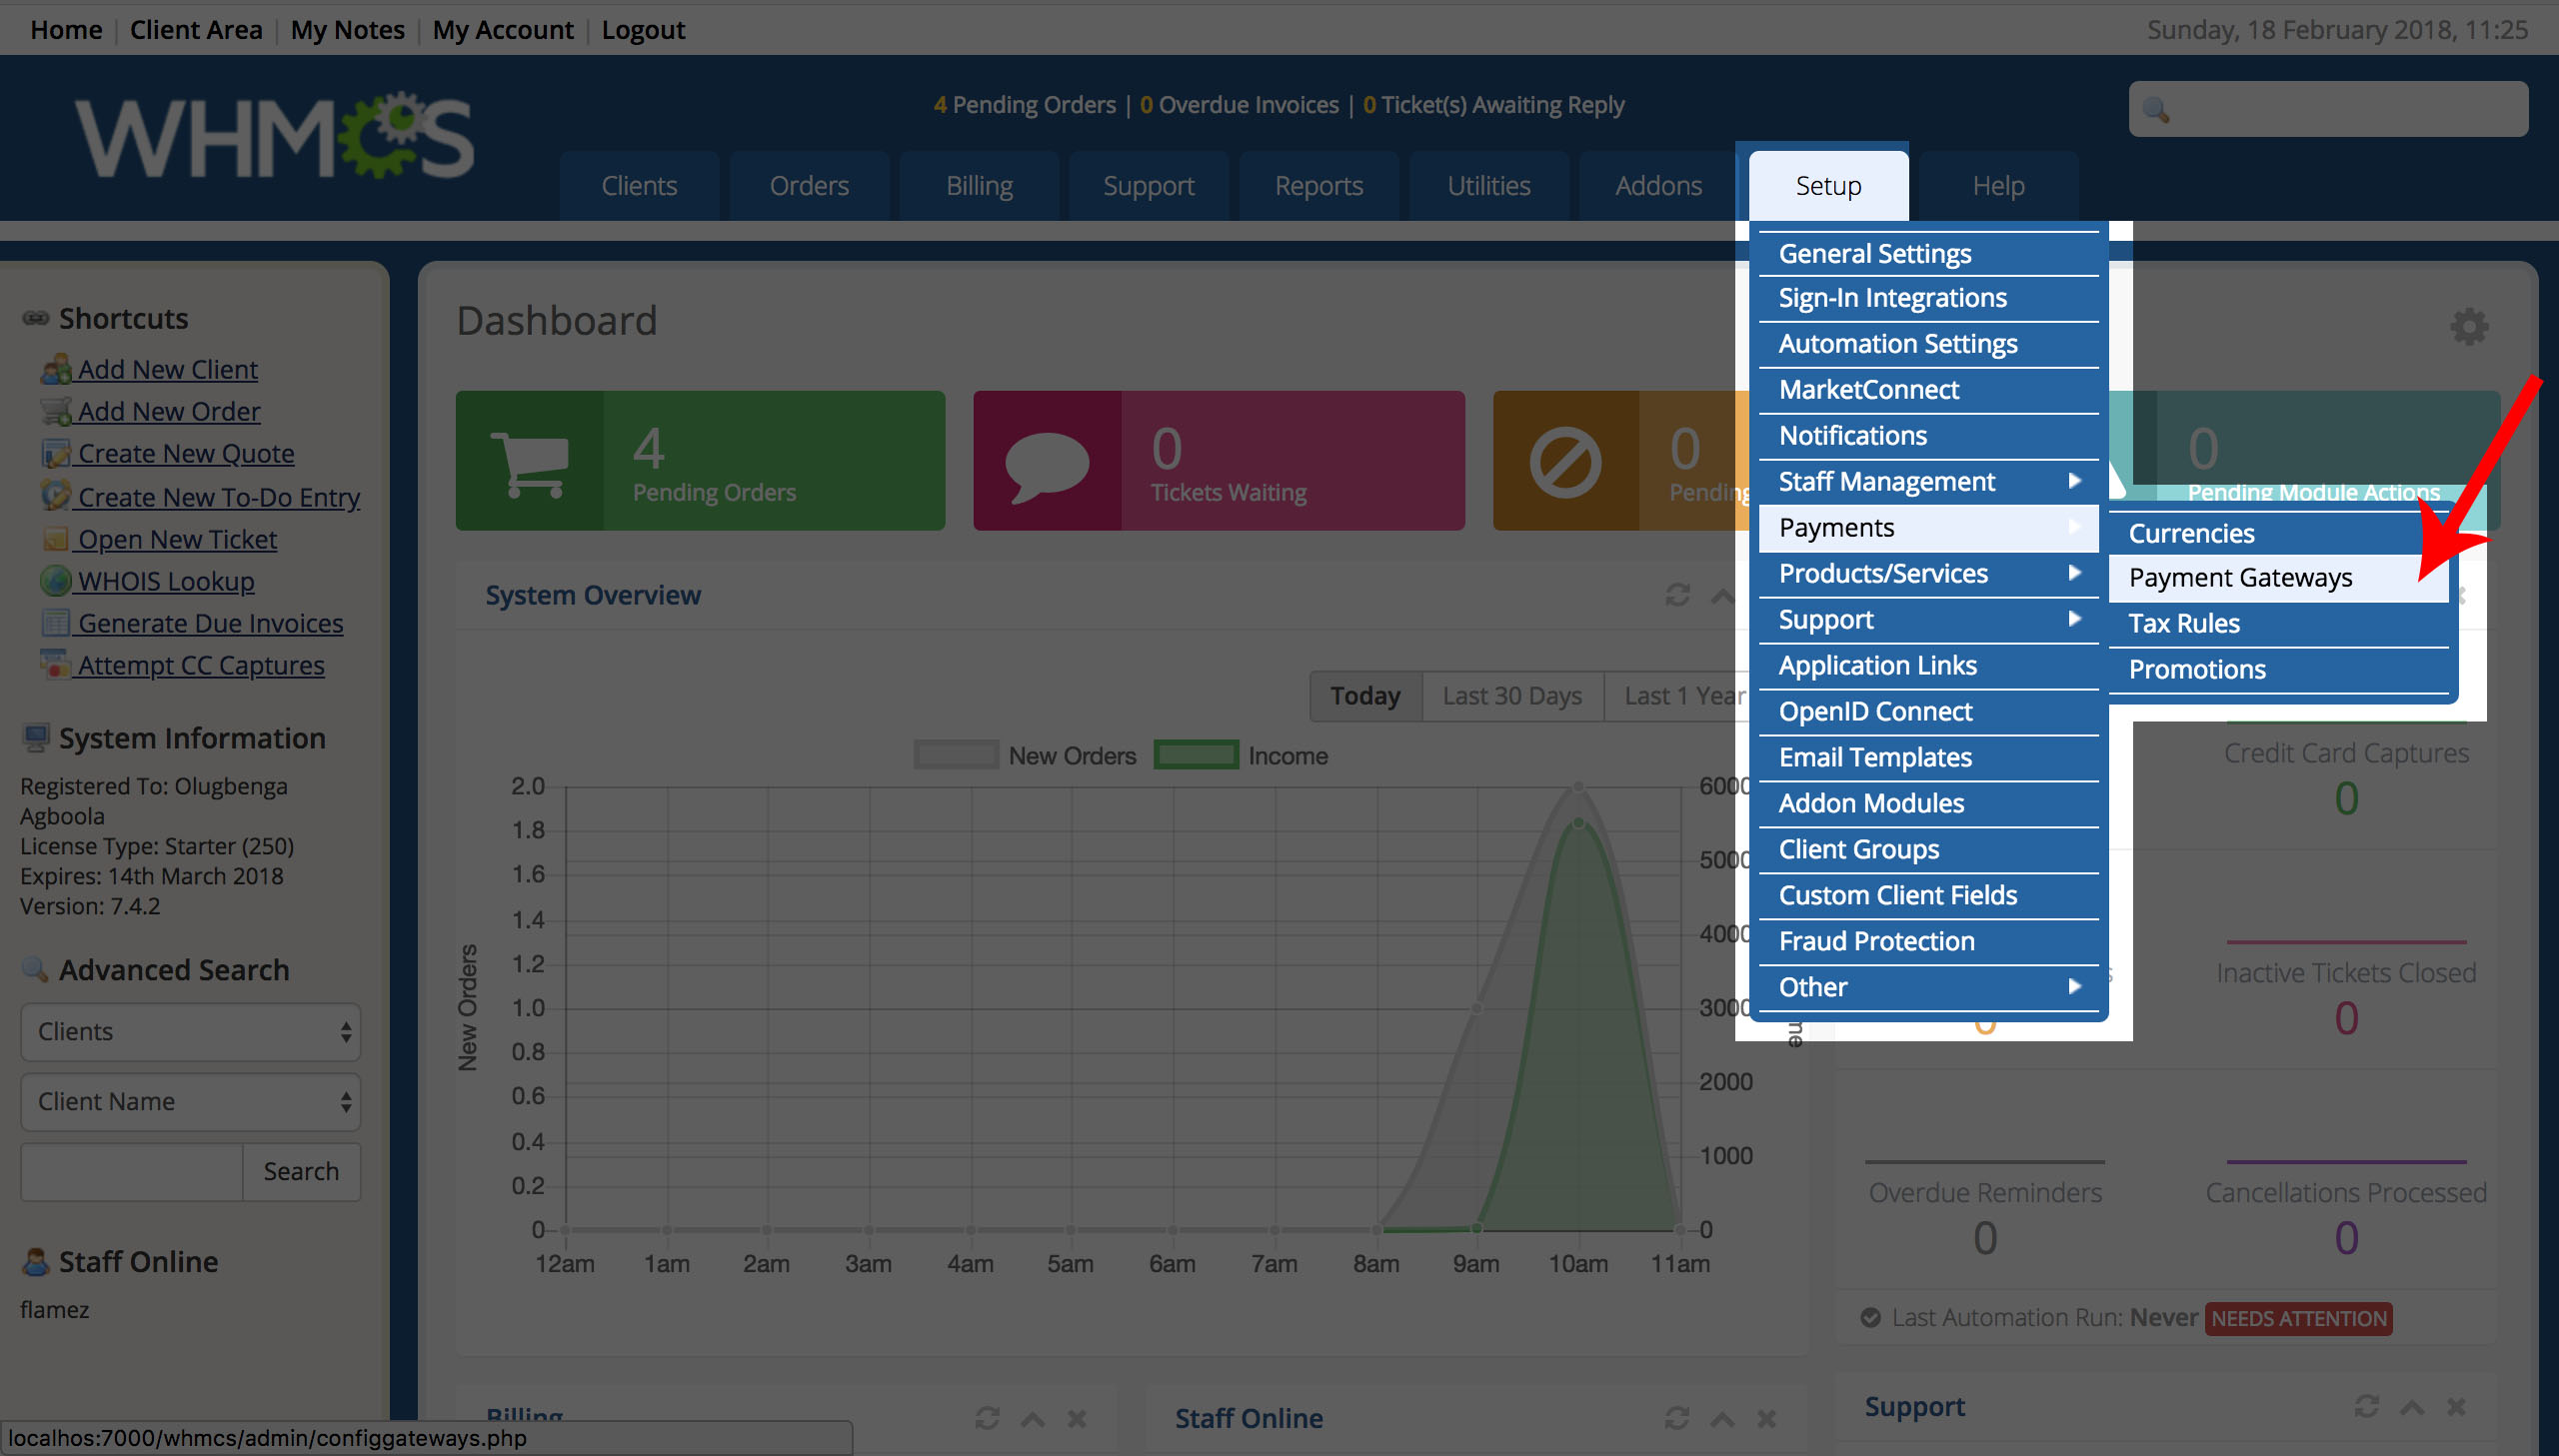 Home | Client Area | My Notes | My Account | Logout
Sunday, 18 February 2018, 11:25
WHMCS
4 Pending Orders | 0 Overdue Invoices | 0 Ticket(s) Awaiting Reply
Clients
Orders
Billing
Support
Reports
Utilities
Addons
Setup
Help
Shortcuts
Add New Client
Add New Order
Create New Quote
Create New To-Do Entry
Open New Ticket
WHOIS Lookup
Generate Due Invoices
Attempt CC Captures
System Information
Registered To: Olugbenga
Agboola
License Type: Starter (250)
Expires: 14th March 2018
Version: 7.4.2
Advanced Search
Clients
Client Name
Search
Staff Online
flamez
Dashboard
4
Pending Orders
0
Tickets Waiting
0
Pending
0
Pending Module Actions
General Settings
Sign-In Integrations
Automation Settings
MarketConnect
Notifications
Staff Management
Payments
Products/Services
Support
Application Links
OpenID Connect
Email Templates
Addon Modules
Client Groups
Custom Client Fields
Fraud Protection
Other
Currencies
Payment Gateways
Tax Rules
Promotions
System Overview
Today
Last 30 Days
Last 1 Year
New Orders
Income
2.0
1.8
1.6
1.4
1.2
1.0
0.8
0.6
0.4
0.2
0
New Orders
6000
5000
4000
3000
2000
1000
0
12am 1am 2am 3am 4am 5am 6am 7am 8am 9am 10am 11am
Credit Card Captures
0
Inactive Tickets Closed
0
0
Overdue Reminders
0
Cancellations Processed
0
Last Automation Run: Never NEEDS ATTENTION
Billing
Staff Online
Support
localhos:7000/whmcs/admin/configgateways.php